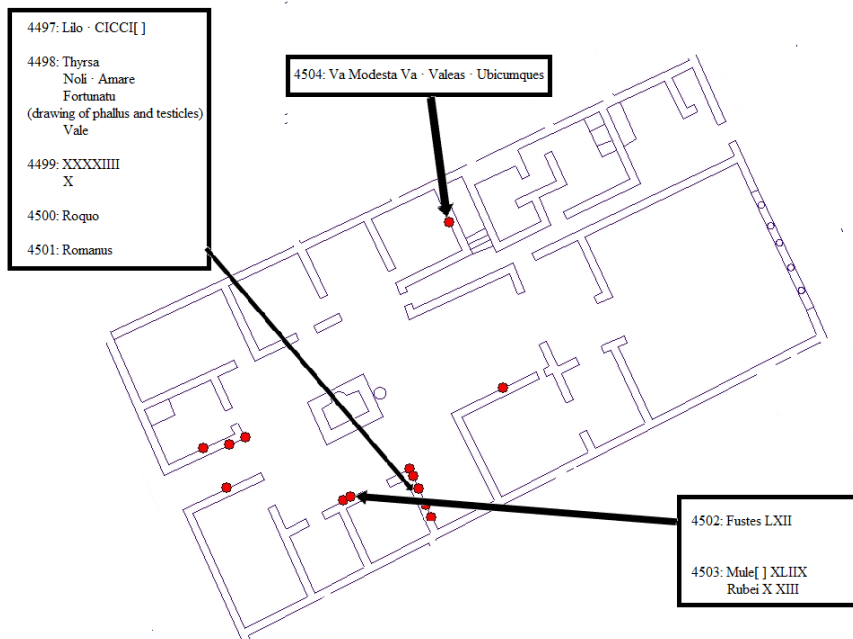 4497: Lilo · CICCI[ ]
4498: Thyrsa
Noli · Amare
Fortunatu
(drawing of phallus and testicles)
Vale
4499: XXXXIIII
X
4500: Roquo
4501: Romanus
4504: Va Modesta Va · Valeas · Ubicumques
4502: Fustes LXII
4503: Mule[ ] XLIIX
Rubei X XIII